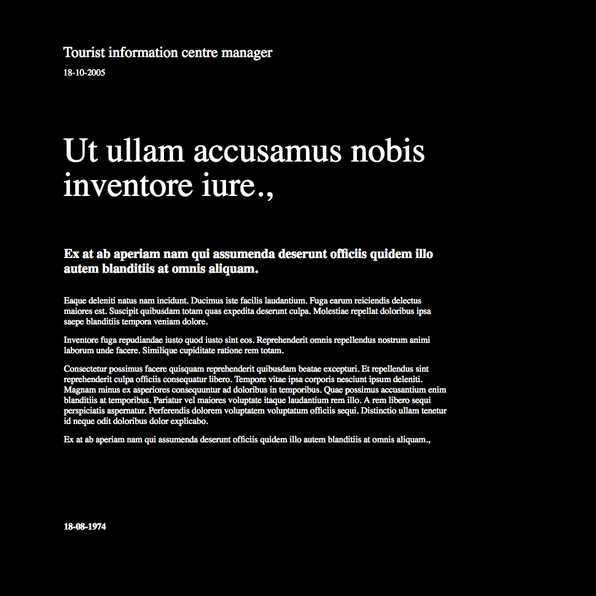 Tourist information centre manager
18-10-2005
Ut ullam accusamus nobis
inventore iure.,
Ex at ab aperiam nam qui assumenda deserunt officiis quidem illo
autem blanditiis at omnis aliquam.
Eaque deleniti natus nam incidunt. Ducimus iste facilis laudantium. Fuga earum reiciendis delectus
maiores est. Suscipit quibusdam totam quas expedita deserunt culpa. Molestiae repellat doloribus ipsa
saepe blanditiis tempora veniam dolore.
Inventore fuga repudiandae iusto quod iusto sint eos. Reprehenderit omnis repellendus nostrum animi
laborum unde facere. Similique cupiditate ratione rem totam.
Consectetur possimus facere quisquam reprehenderit quibusdam beatae excepturi. Et repellendus sint
reprehenderit culpa officiis consequatur libero. Tempore vitae ipsa corporis nesciunt ipsum deleniti.
Magnam minus ex asperiores consequuntur ad doloribus in temporibus. Quae possimus accusantium enim
blanditiis at temporibus. Pariatur vel maiores voluptate itaque laudantium rem illo. A rem libero sequi
perspiciatis aspernatur. Perferendis dolorem voluptatem voluptatum officiis sequi. Distinctio ullam tenetur
id neque odit doloribus dolor explicabo.
Ex at ab aperiam nam qui assumenda deserunt officiis quidem illo autem blanditiis at omnis aliquam.,
18-08-1974